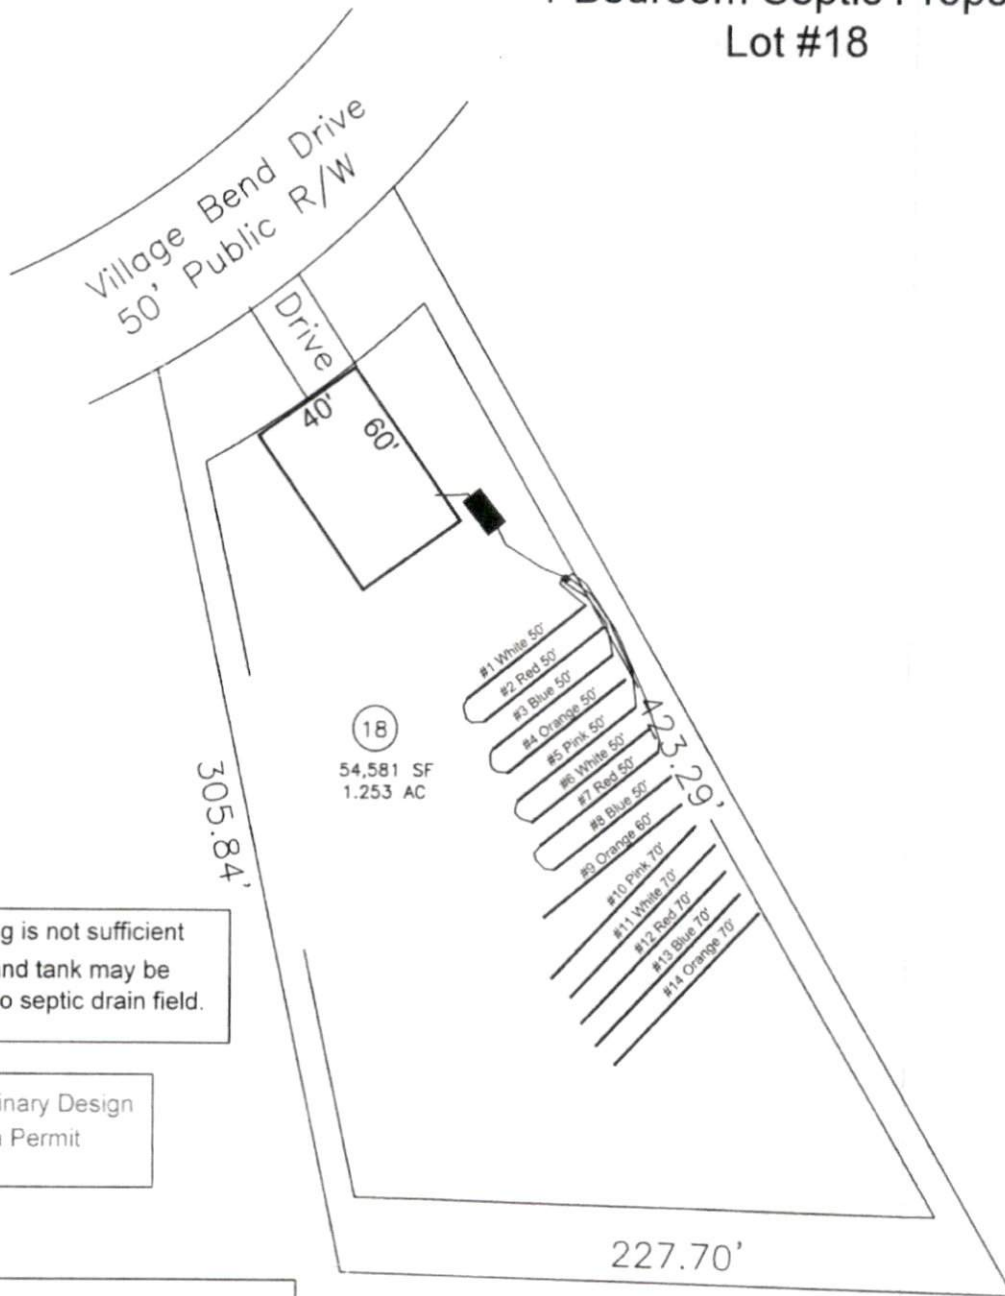 Bedroom Septic
Lot #18
Village Bend Drive
50' Public R/W
Drive
40'
60'
#1 White 50'
#2 Red 50'
#3 Blue 50'
#4 Orange 50'
#5 Pink 50'
#6 White 50'
#7 Red 50'
#8 Blue 50'
#9 Orange 60'
#10 Pink 70'
#11 White 70'
#12 Red 70'
#13 Blue 70'
#14 Orange 70'
18
54,581 SF
1.253 AC
423.29'
305.84'
g is not sufficient
nd tank may be
o septic drain field.
inary Design
Permit
227.70'